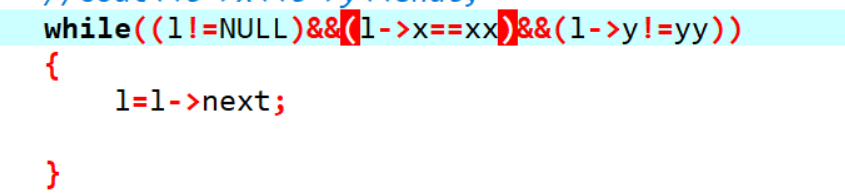 while((l!=NULL)&&(l->x==xx)&&(l->y!=yy))
{
l=l->next;
}